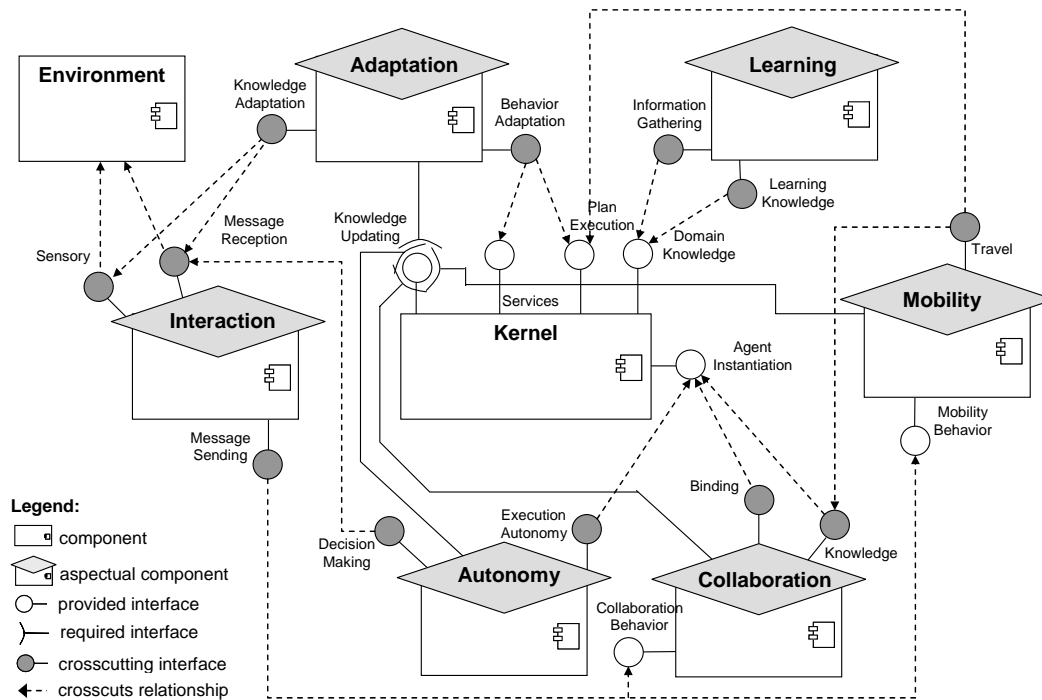 Environment
Adaptation
Learning
Knowledge
Adaptation
Behavior
Adaptation
Information
Gathering
Learning
Knowledge
Message
Reception
Knowledge
Updating
Plan
Execution
Domain
Knowledge
Sensory
Travel
Services
Interaction
Kernel
Mobility
Agent
Instantiation
Mobility
Behavior
Message
Sending
Binding
Execution
Autonomy
Decision
Making
Knowledge
Autonomy
Collaboration
Collaboration
Behavior
Legend:
component
aspectual component
provided interface
required interface
crosscutting interface
crosscuts relationship